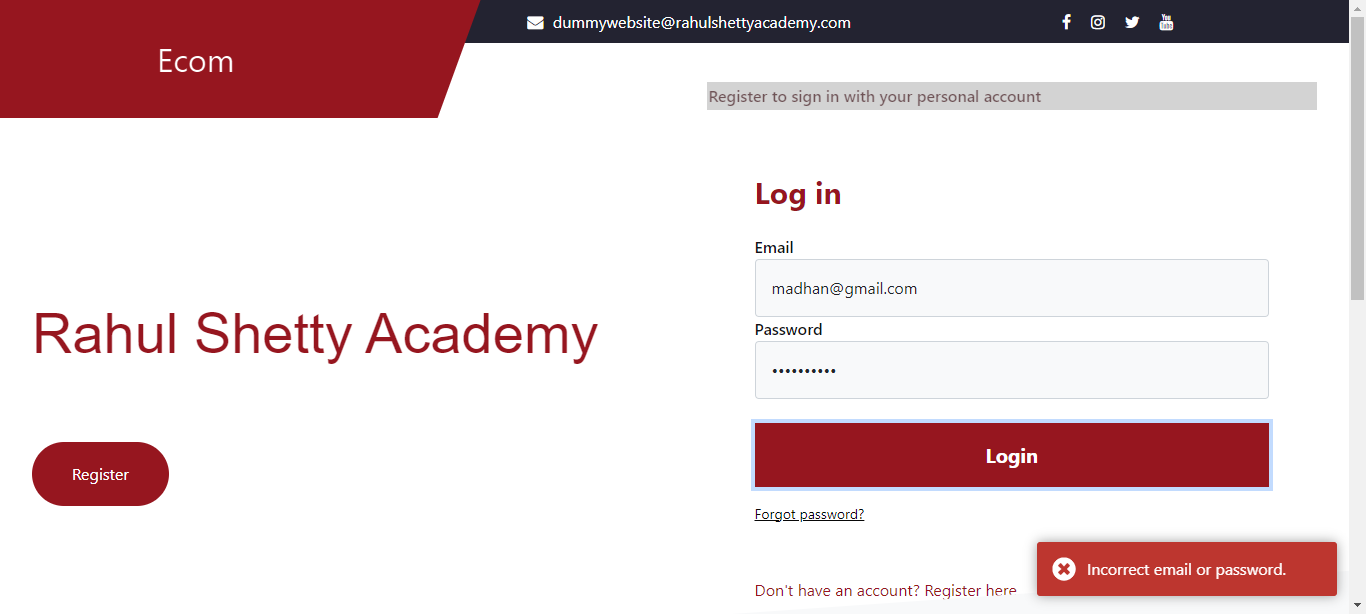 dummywebsite@rahulshettyacademy.com
Ecom
Register to sign in with your personal account
Log in
Email
madhan@gmail.com
Password
••••••••••
Login
Forgot password?
Don't have an account? Register here
Rahul Shetty Academy
Register
Incorrect email or password.